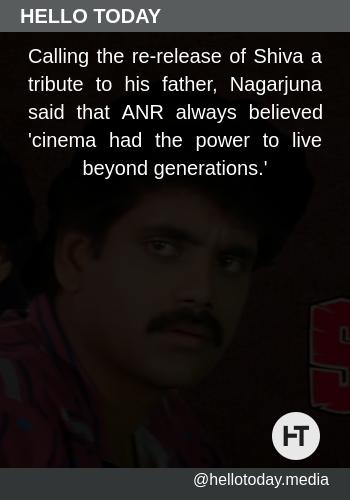 HELLO TODAY
Calling the re-release of Shiva a
tribute to his father, Nagarjuna
said that ANR always believed
'cinema had the power to live
beyond generations.'
S
HT
@hellotoday.media